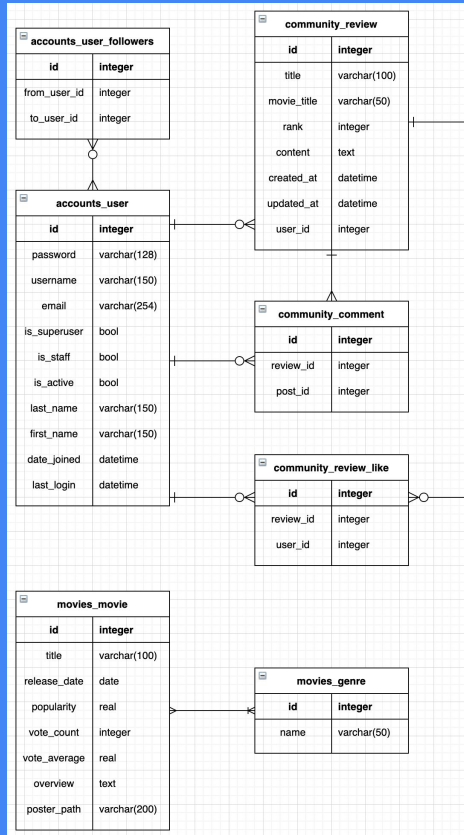 accounts_user_followers
id integer
from_user_id integer
to_user_id integer
accounts_user
id integer
password varchar(128)
username varchar(150)
email varchar(254)
is_superuser bool
is_staff bool
is_active bool
last_name varchar(150)
first_name varchar(150)
date_joined datetime
last_login datetime
community_review
id integer
title varchar(100)
movie_title varchar(50)
rank integer
content text
created_at datetime
updated_at datetime
user_id integer
community_comment
id integer
review_id integer
post_id integer
community_review_like
id integer
review_id integer
user_id integer
movies_movie
id integer
title varchar(100)
release_date date
popularity real
vote_count integer
vote_average real
overview text
poster_path varchar(200)
movies_genre
id integer
name varchar(50)